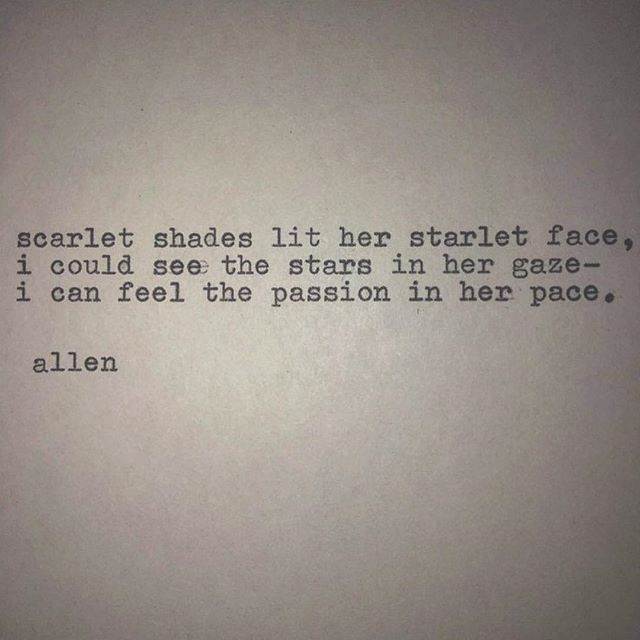 scarlet shades lit her starlet face,
i could see the stars in her gaze-
i can feel the passion in her pace.
allen